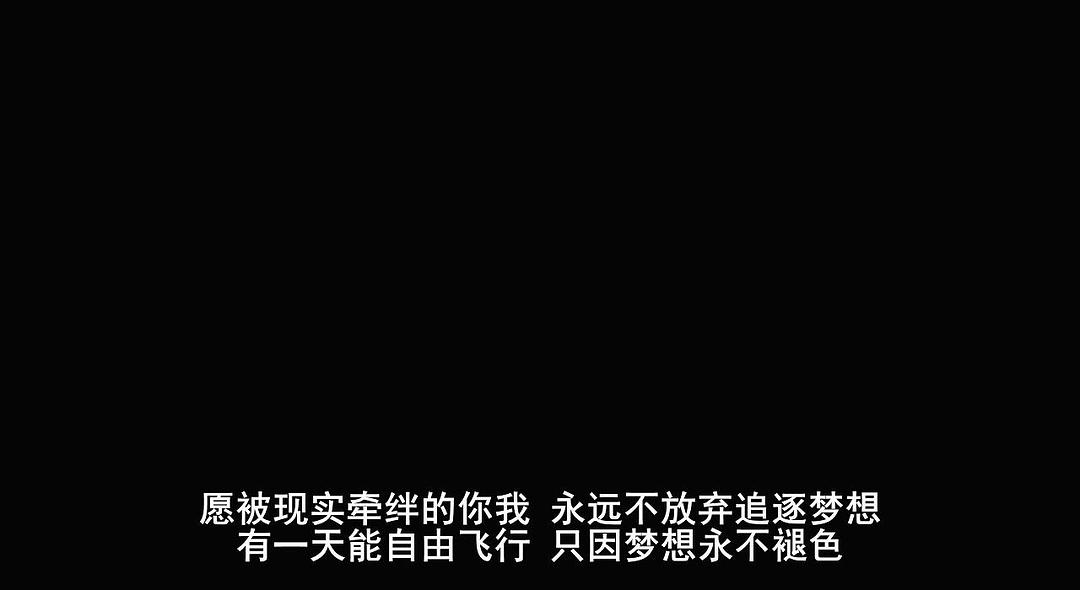 愿被现实牵绊的你我 永远不放弃追逐梦想
有一天能自由飞行 只因梦想永不褪色